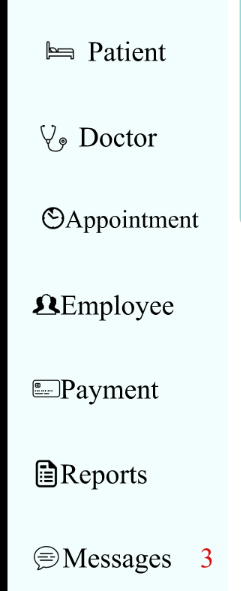 Patient
Doctor
Appointment
Employee
Payment
Reports
Messages 3